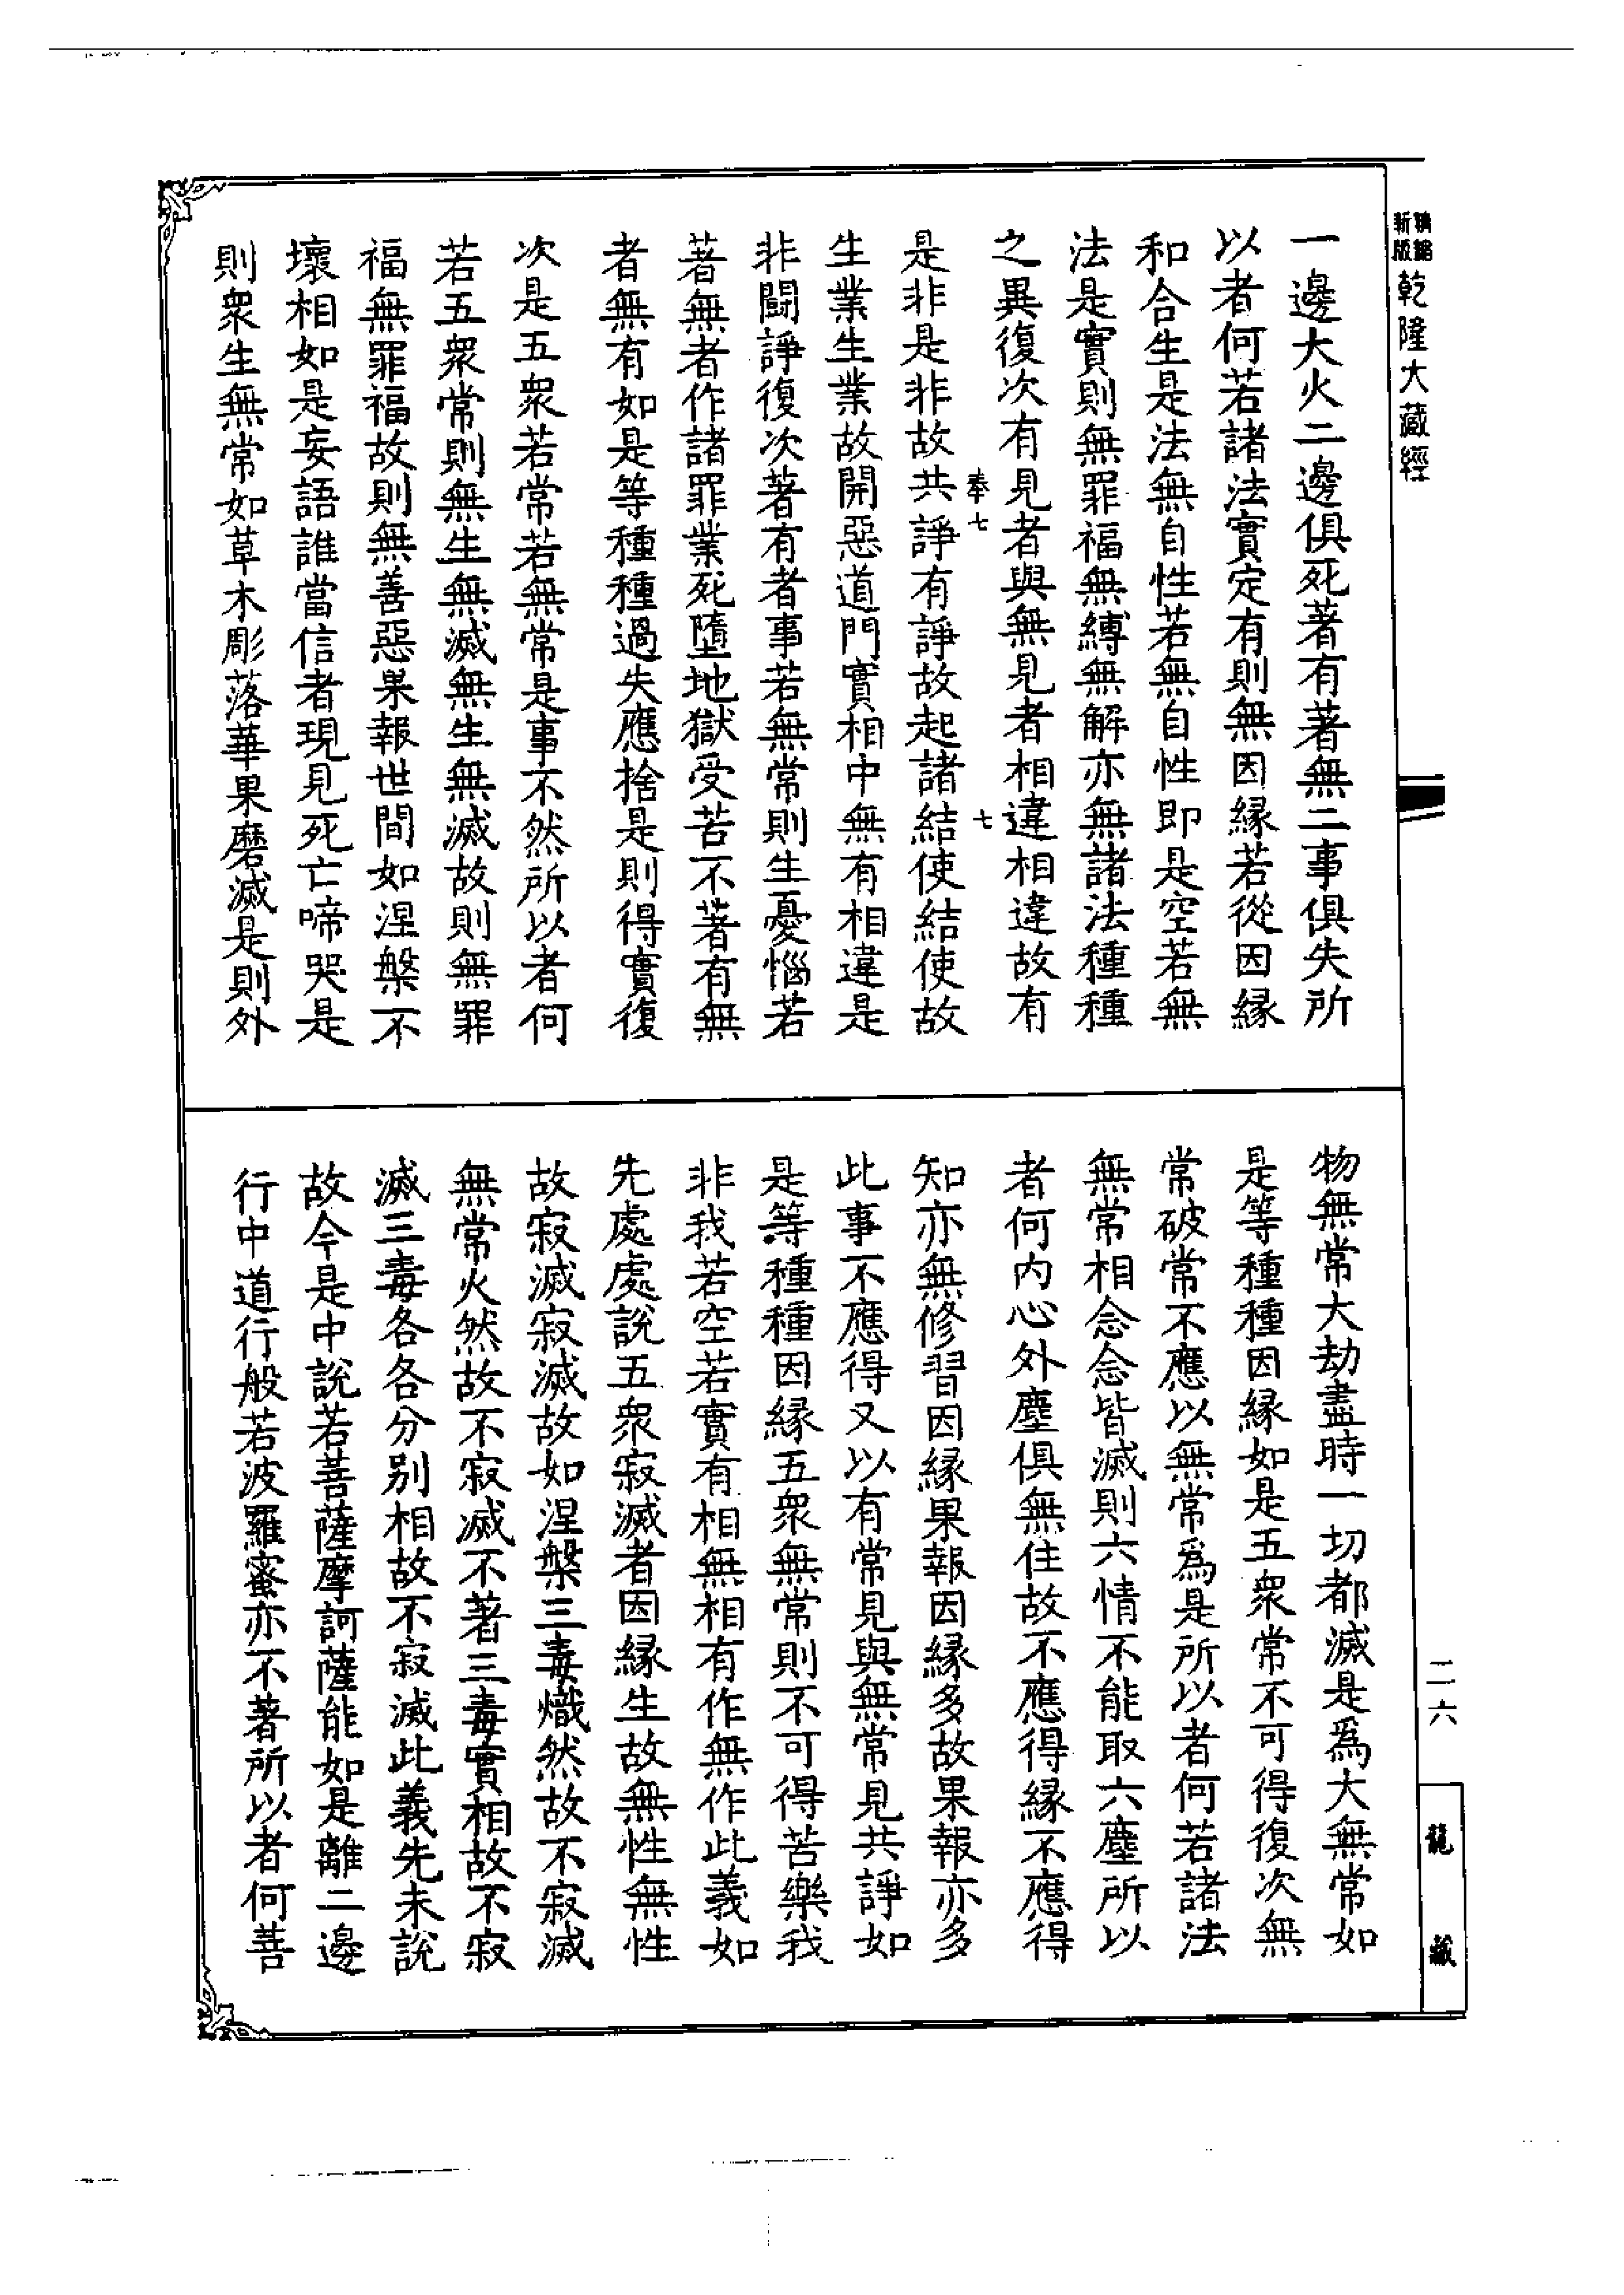 新編
新版
乾隆大藏經
一邊大火二邊俱死著有著無二事俱失所
以者何若諸法實定有則無因縁若從因縁
和合生是法無自性若無自性即是空若無
法是實則無罪福無縛無解亦無諸法種種
之異復次有見者與無見者相違相違故有
奉七
七
是非是非故共諍有諍故起諸結使結使故
生業生業故開惡道門實相中無有相違是
非鬪諍復次著有者事若無常則生憂惱若
著無者作諸罪業死墮地獄受苦不著有無
者無有如是等種種過失應捨是則得實復
次是五衆若常若無常是事不然所以者何
若五衆常則無生無滅無生無滅故則無罪
福無罪福故則無善惡果報世間如涅槃不
壞相如是妄語誰當信者現見死亡啼哭是
則衆生無常如草木彫落華果磨滅是則外
物無常大劫盡時一切都滅是爲大無常如
是等種種因縁如是五衆常不可得復次無
常破常不應以無常爲是所以者何若諸法
無常相念念皆滅則六情不能取六塵所以
者何内心外塵俱無住故不應得縁不應得
知亦無修習因縁果報因縁多故果報亦多
此事不應得又以有常見與無常見共諍如
是等種種因縁五衆無常則不可得苦樂我
非我若空若實有相無相有作無作此義如
先處處說五衆寂滅者因縁生故無性無性
故寂滅寂滅故如涅槃三毒熾然故不寂滅
無常火然故不寂滅不著三毒實相故不寂
滅三毒各各分别相故不寂滅此義先未說
故今是中說若菩薩摩訶薩能如是離二邊
行中道行般若波羅蜜亦不著所以者何菩
二六
龍藏